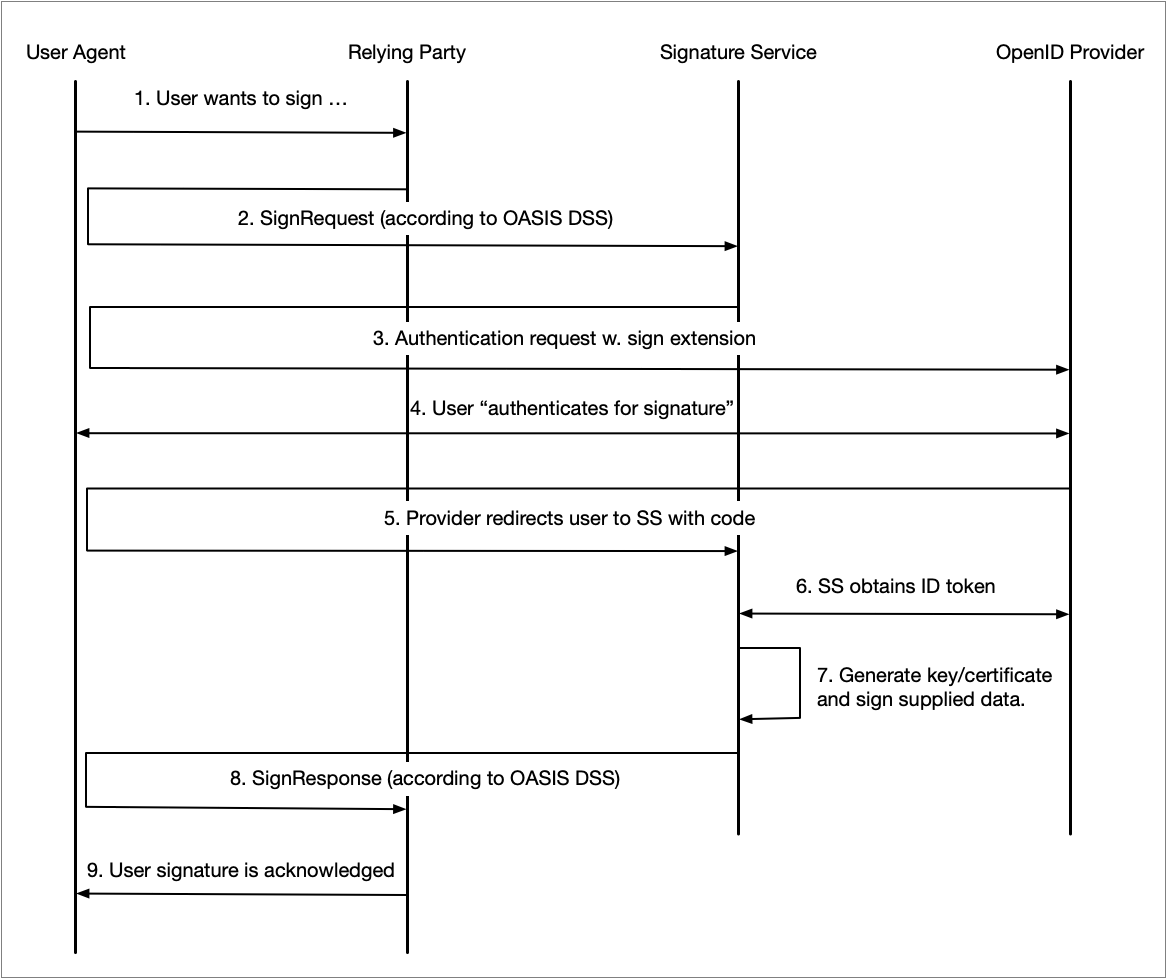 User Agent
Relying Party
Signature Service
OpenID Provider
1. User wants to sign …
2. SignRequest (according to OASIS DSS)
3. Authentication request w. sign extension
4. User “authenticates for signature”
5. Provider redirects user to SS with code
6. SS obtains ID token
7. Generate key/certificate
and sign supplied data.
8. SignResponse (according to OASIS DSS)
9. User signature is acknowledged